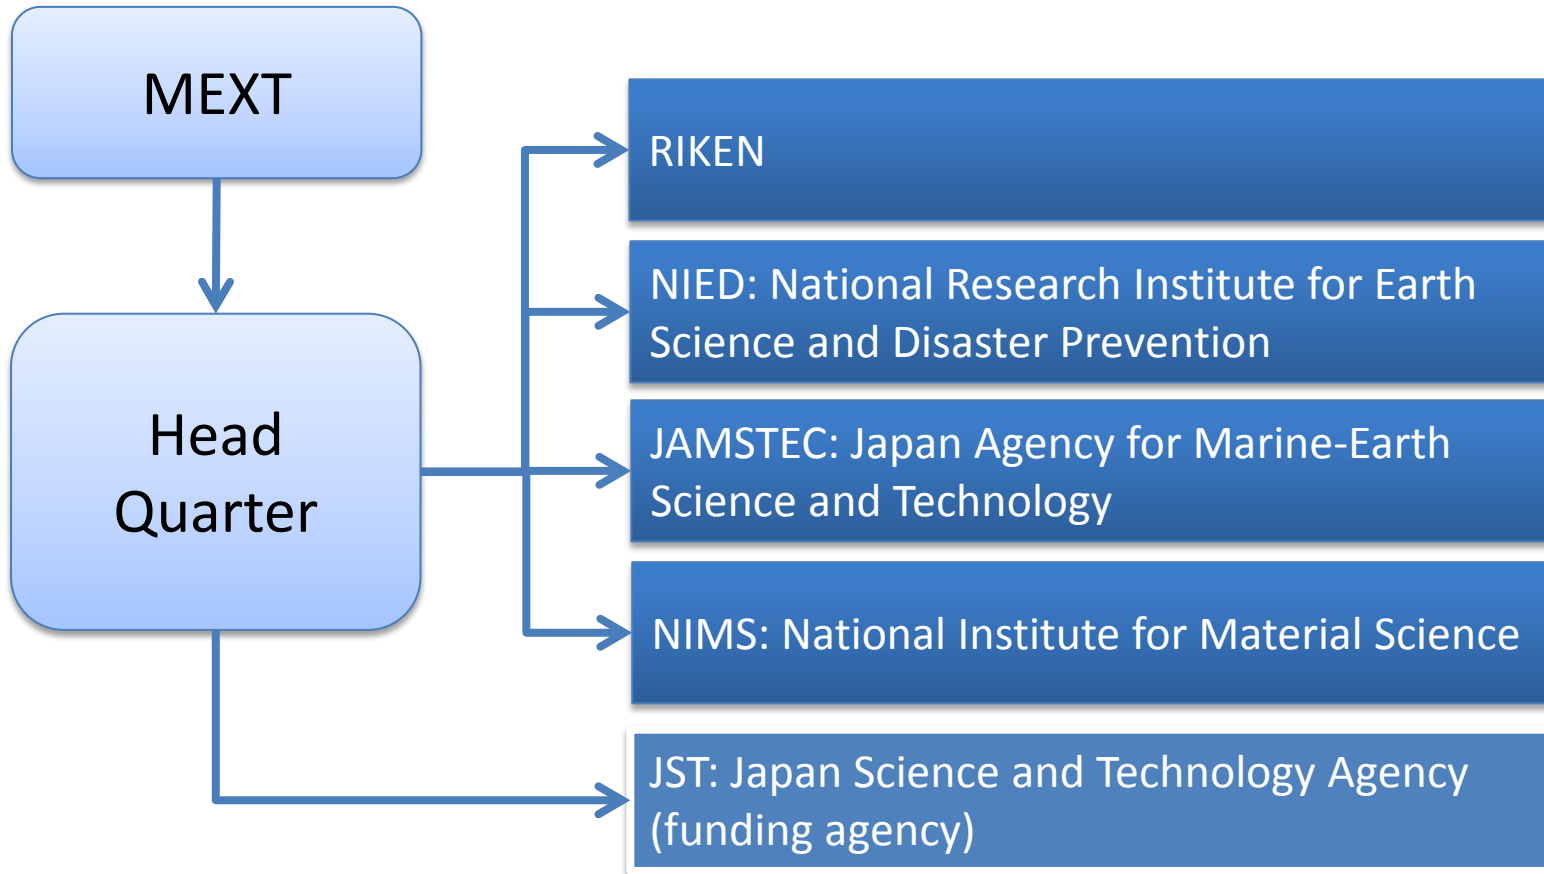 MEXT
RIKEN
NIED: National Research Institute for Earth
Science and Disaster Prevention
Head
Quarter
JAMSTEC: Japan Agency for Marine-Earth
Science and Technology
NIMS: National Institute for Material Science
JST: Japan Science and Technology Agency
(funding agency)